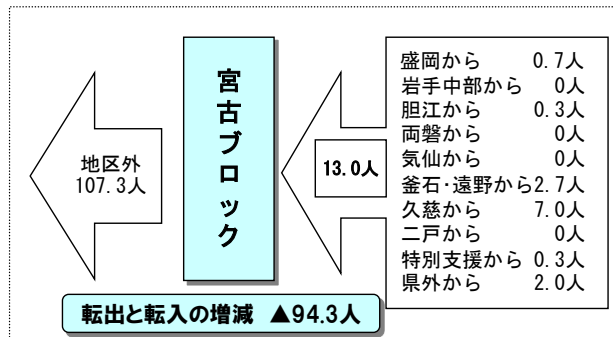 地区外
107.3人
宮古ブロック
13.0人
盛岡から 0.7人
岩手中部から 0人
胆江から 0.3人
両磐から 0人
気仙から 0人
釜石・遠野から2.7人
久慈から 7.0人
二戸から 0人
特別支援から 0.3人
県外から 2.0人
転出と転入の増減 ▲94.3人